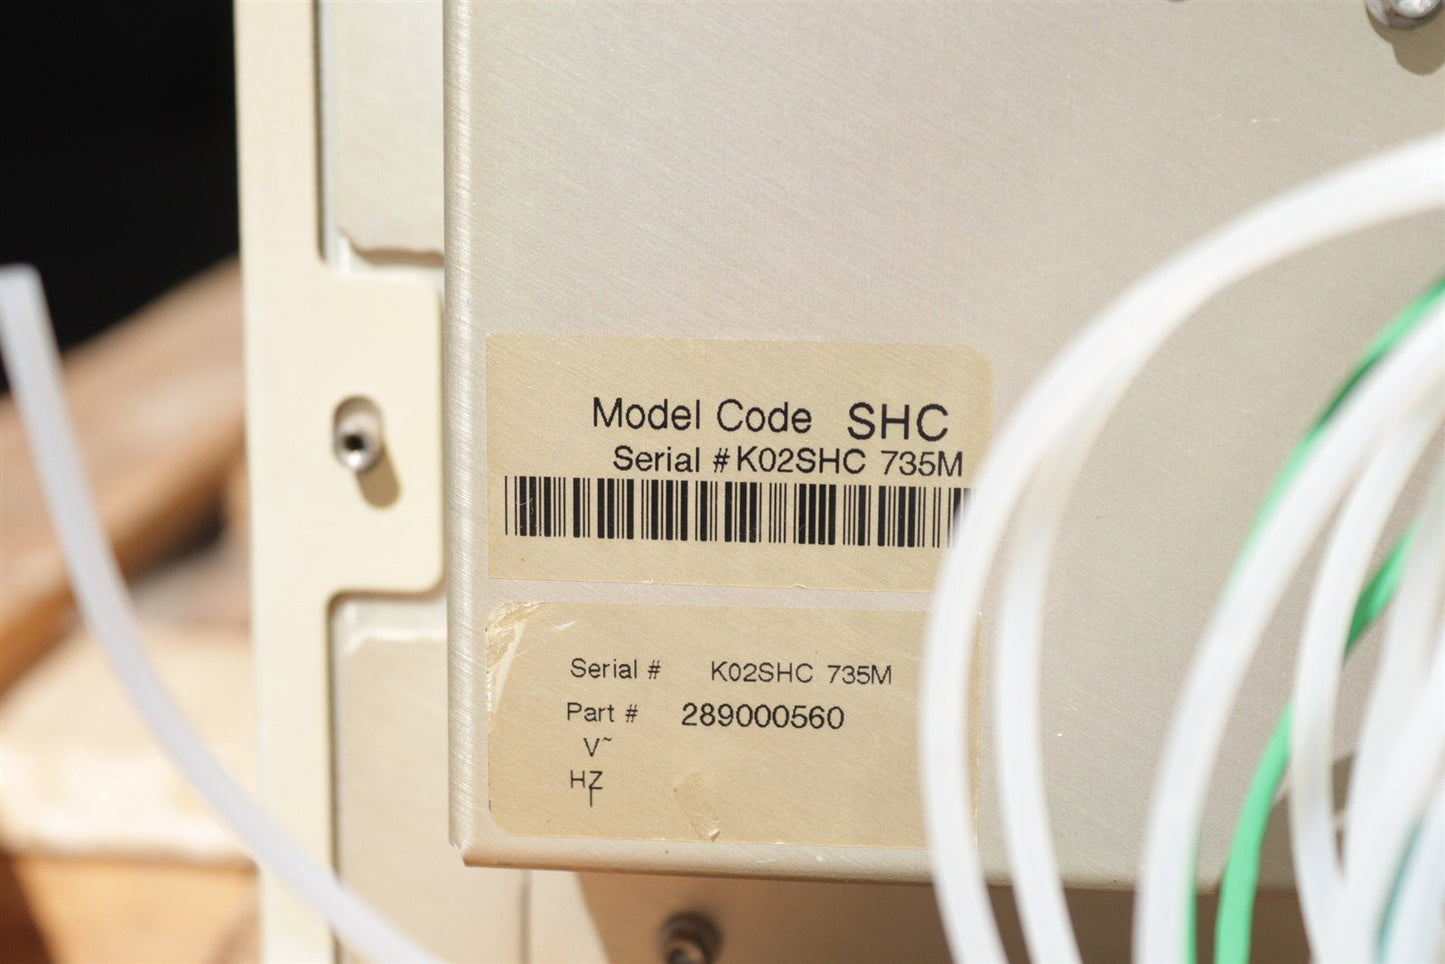 Model Code SHC
Serial # K02SHC 735M
Serial # K02SHC 735M
Part # 289000560
V~
HZ